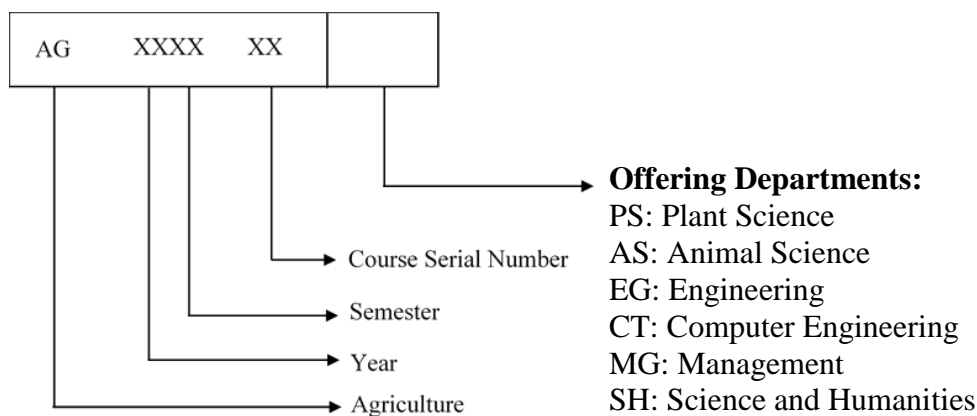 AG XXXX XX
Offering Departments:
PS: Plant Science
AS: Animal Science
EG: Engineering
CT: Computer Engineering
MG: Management
SH: Science and Humanities
Course Serial Number
Semester
Year
Agriculture